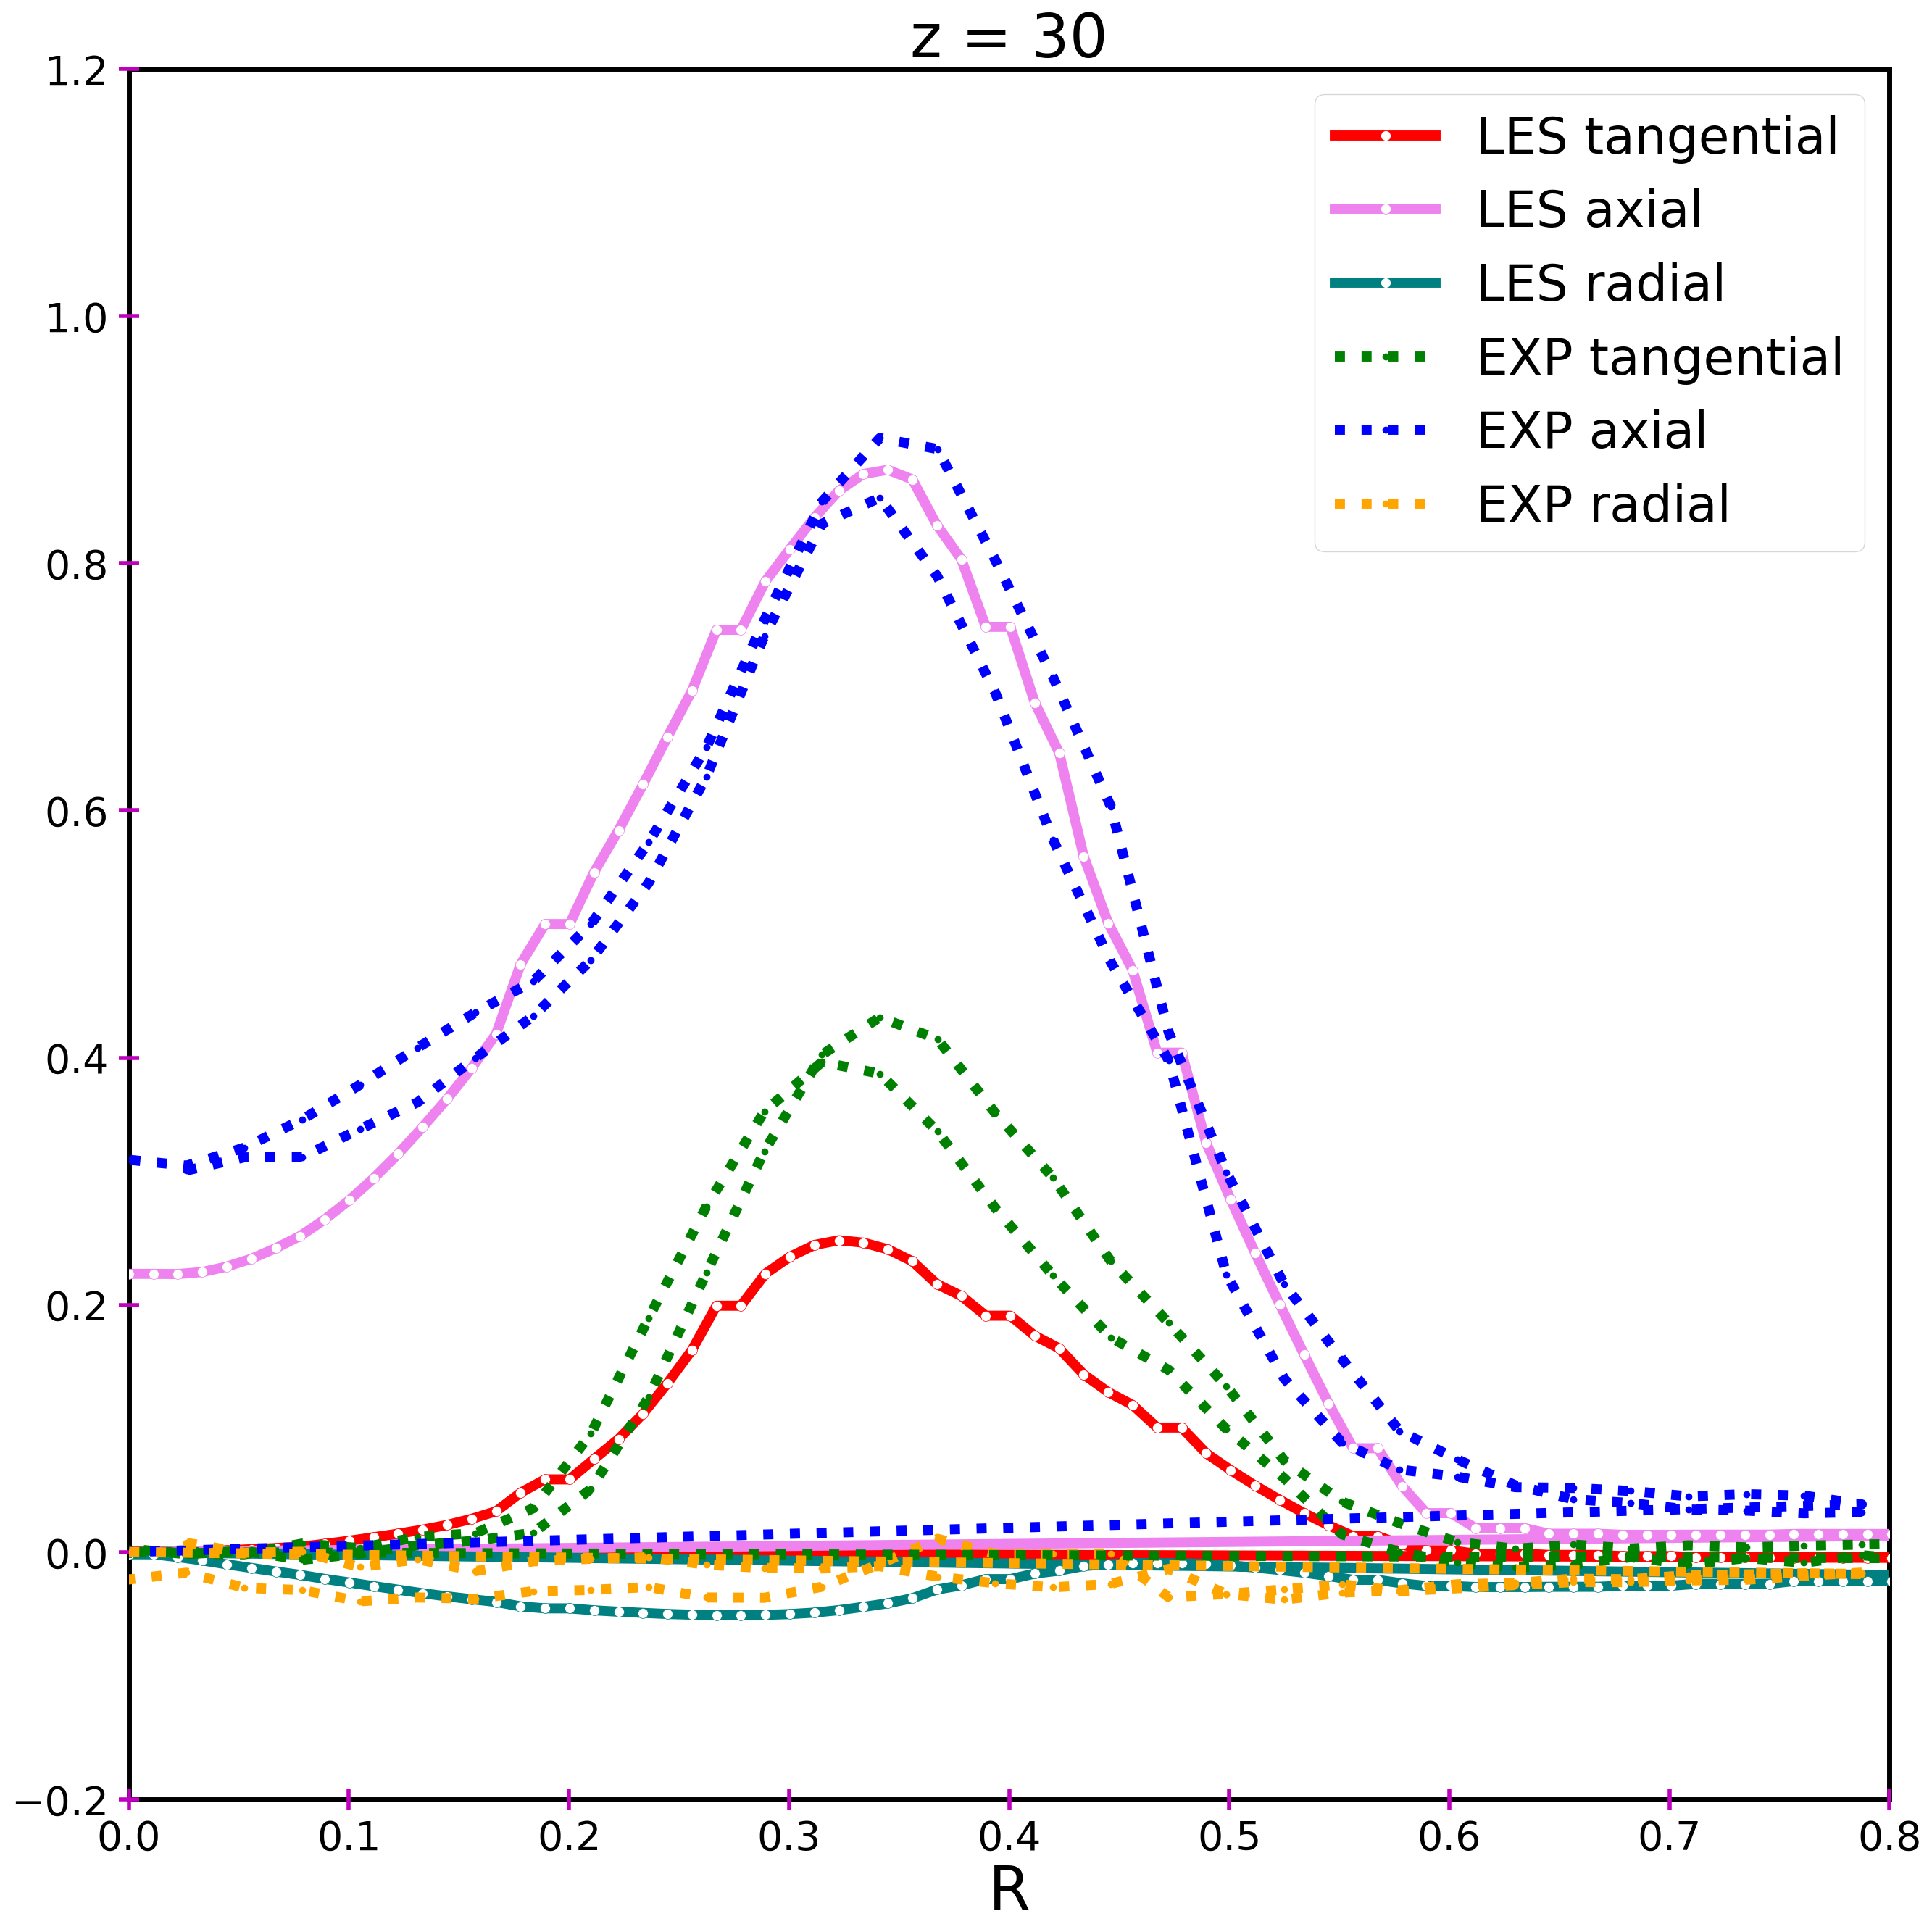 z = 30
1.2
1.0
0.8
0.6
0.4
0.2
0.0
−0.2
LES tangential
LES axial
LES radial
EXP tangential
EXP axial
EXP radial
0.0 0.1 0.2 0.3 0.4 0.5 0.6 0.7 0.8
R